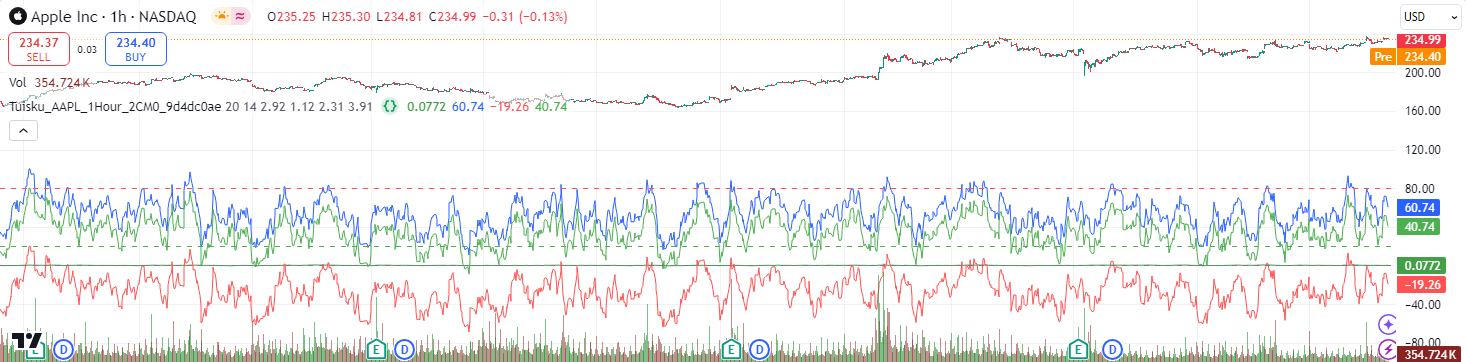 Apple Inc · 1h · NASDAQ ≈ O235.25 H235.30 L234.81 C234.99 −0.31 (−0.13%)
USD
234.37 SELL
0.03
234.40 BUY
234.99
Pre 234.40
Vol 354.724K
200.00
Tuisku_AAPL_1Hour_2CM0_9d4dc0ae 20 14 2.92 1.12 2.31 3.91 {} 0.0772 60.74 −19.26 40.74
160.00
120.00
80.00
60.74
40.74
0.0772
−19.26
−40.00
−80.00
E D E D E D E D
354.724K